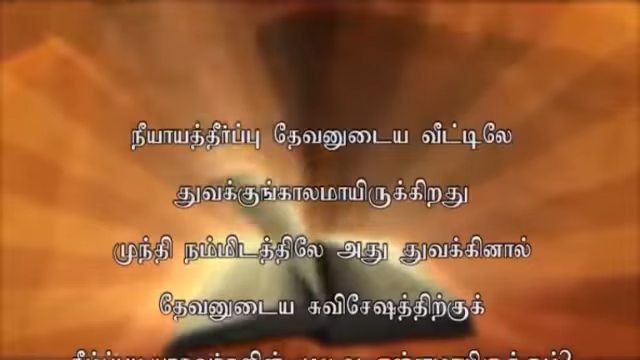 நீயாயத்தீர்ப்பு தேவனுடைய வீட்டிலே
துவக்குங்காலமாயிருக்கிறது
முந்தி நம்மிடத்திலே அது துவக்கினால்
தேவனுடைய சுவிசேஷத்திற்குக்